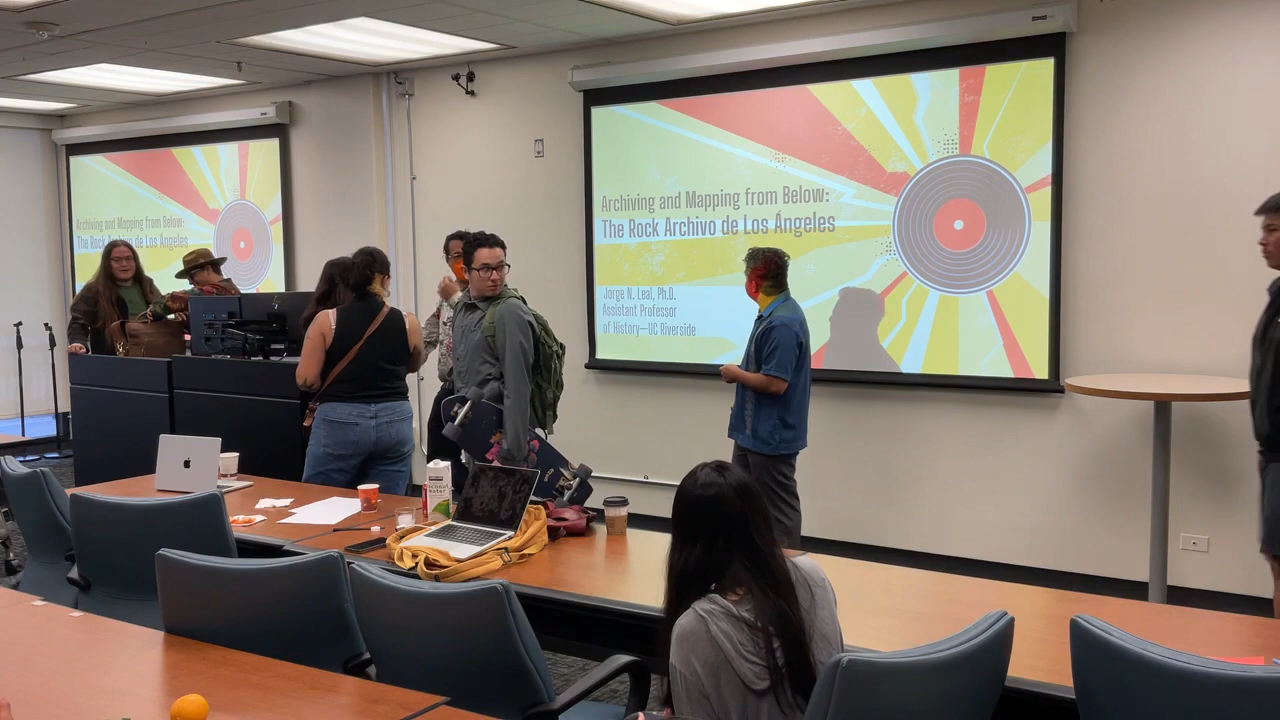 Archiving and Mapping from Below:
The Rock Archivo de Los Ángeles
Jorge N. Leal, Ph.D.
Assistant Professor
of History—UC Riverside
Archiving and Mapping from Below:
The Rock Archivo de Los Ángeles